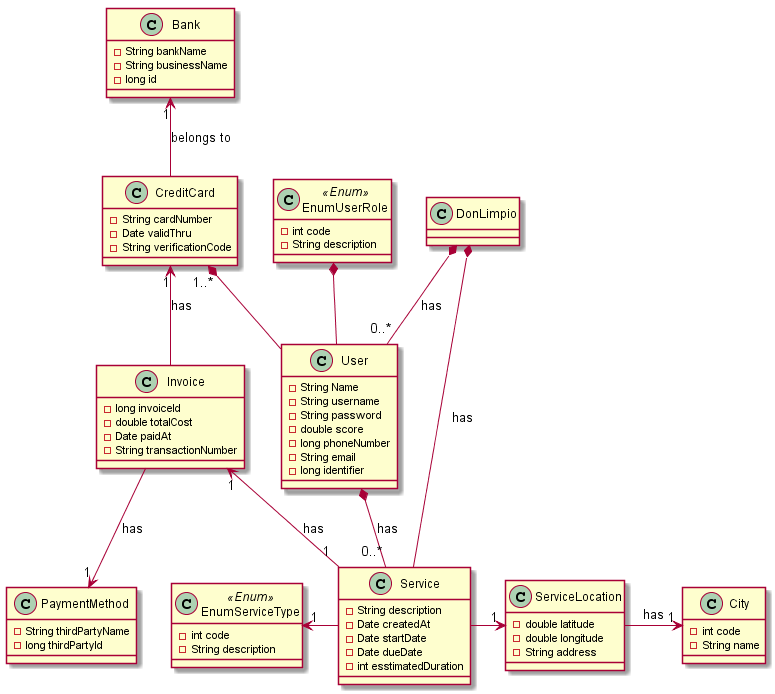 C Bank
String bankName
String businessName
long id
1
belongs to
C CreditCard
String cardNumber
Date validThru
String verificationCode
C «Enum»
EnumUserRole
int code
String description
C DonLimpio
1
has
1..*
has
0..*
C Invoice
long invoiceId
double totalCost
Date paidAt
String transactionNumber
C User
String Name
String username
String password
double score
long phoneNumber
String email
long identifier
has
1
has
has
has
1
0..*
1
C PaymentMethod
String thirdPartyName
long thirdPartyId
C «Enum»
EnumServiceType
int code
String description
1
C Service
String description
Date createdAt
Date startDate
Date dueDate
int esstimatedDuration
1
C ServiceLocation
double latitude
double longitude
String address
has
1
C City
int code
String name